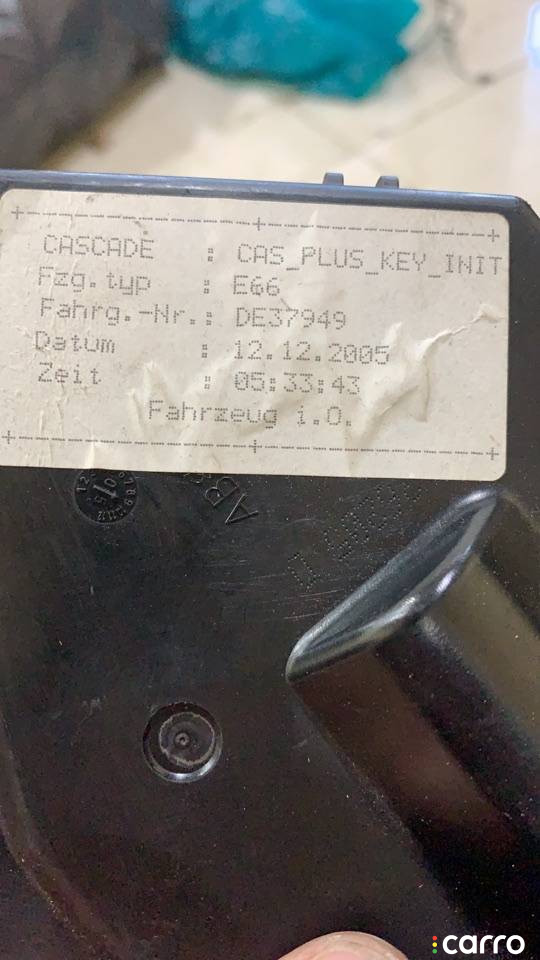 CASCADE : CAS_PLUS_KEY_INIT
Fzg.typ : E66
Fahrg.-Nr.: DE37949
Datum : 12.12.2005
Zeit : 05:33:43
Fahrzeug i.O.
carro